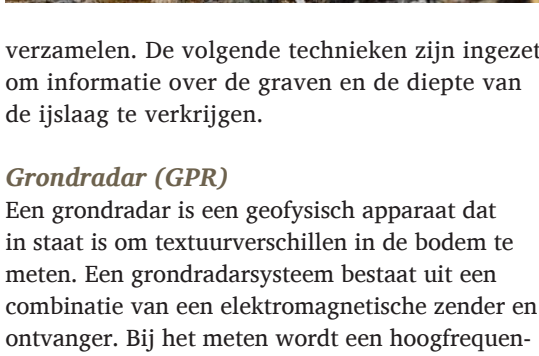 verzamelen. De volgende technieken zijn ingezet
om informatie over de graven en de diepte van
de ijslaag te verkrijgen.
Grondradar (GPR)
Een grondradar is een geofysisch apparaat dat
in staat is om textuurverschillen in de bodem te
meten. Een grondradarsysteem bestaat uit een
combinatie van een elektromagnetische zender en
ontvanger. Bij het meten wordt een hoogfrequen-